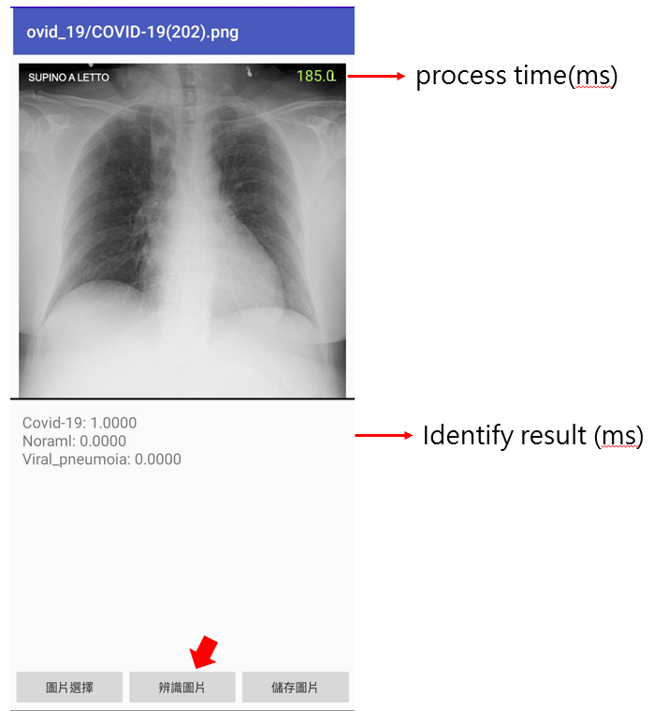 ovid_19/COVID-19(202).png
SUPINO A LETTO
185.0
process time(ms)
Covid-19: 1.0000
Noraml: 0.0000
Viral_pneumoia: 0.0000
Identify result (ms)
圖片選擇
辨識圖片
儲存圖片